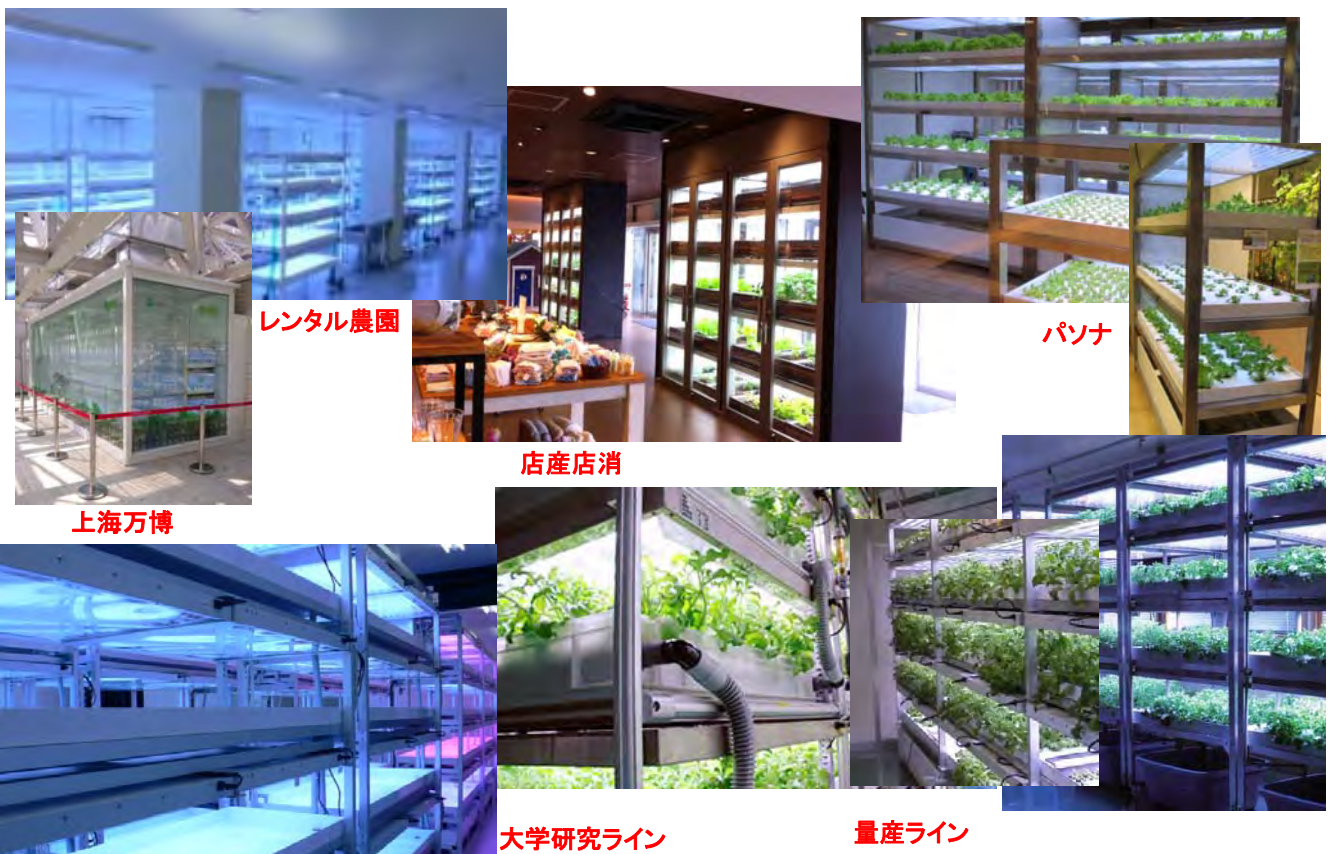 レンタル農園
パソナ
店産店消
上海万博
大学研究ライン
量産ライン